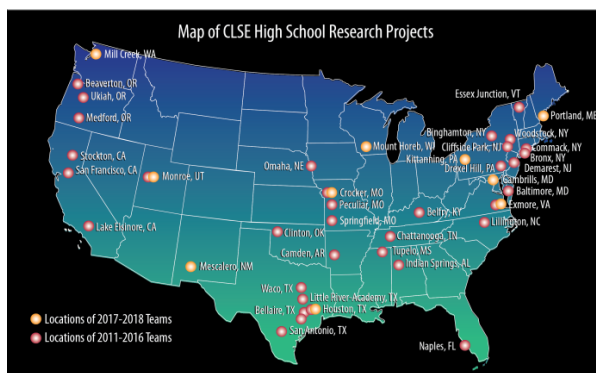 Map of CLSE High School Research Projects
Mill Creek, WA
Beaverton, OR
Ukiah, OR
Medford, OR
Essex Junction, VT
Portland, ME
Binghamton, NY
Woodstock, NY
Mount Horeb, WI
Cliffside Park, NJ
Commack, NY
Kittanning, PA
Bronx, NY
Drexel Hill, PA
Demarest, NJ
Stockton, CA
San Francisco, CA
Monroe, UT
Omaha, NE
Crocker, MO
Peculiar, MO
Springfield, MO
Gambrills, MD
Baltimore, MD
Exmore, VA
Belfry, KY
Lillington, NC
Lake Elsinore, CA
Clinton, OK
Chattanooga, TN
Camden, AR
Tupelo, MS
Indian Springs, AL
Mescalero, NM
Waco, TX
Little River-Academy, TX
Bellaire, TX
Houston, TX
San Antonio, TX
Naples, FL
Locations of 2017-2018 Teams
Locations of 2011-2016 Teams